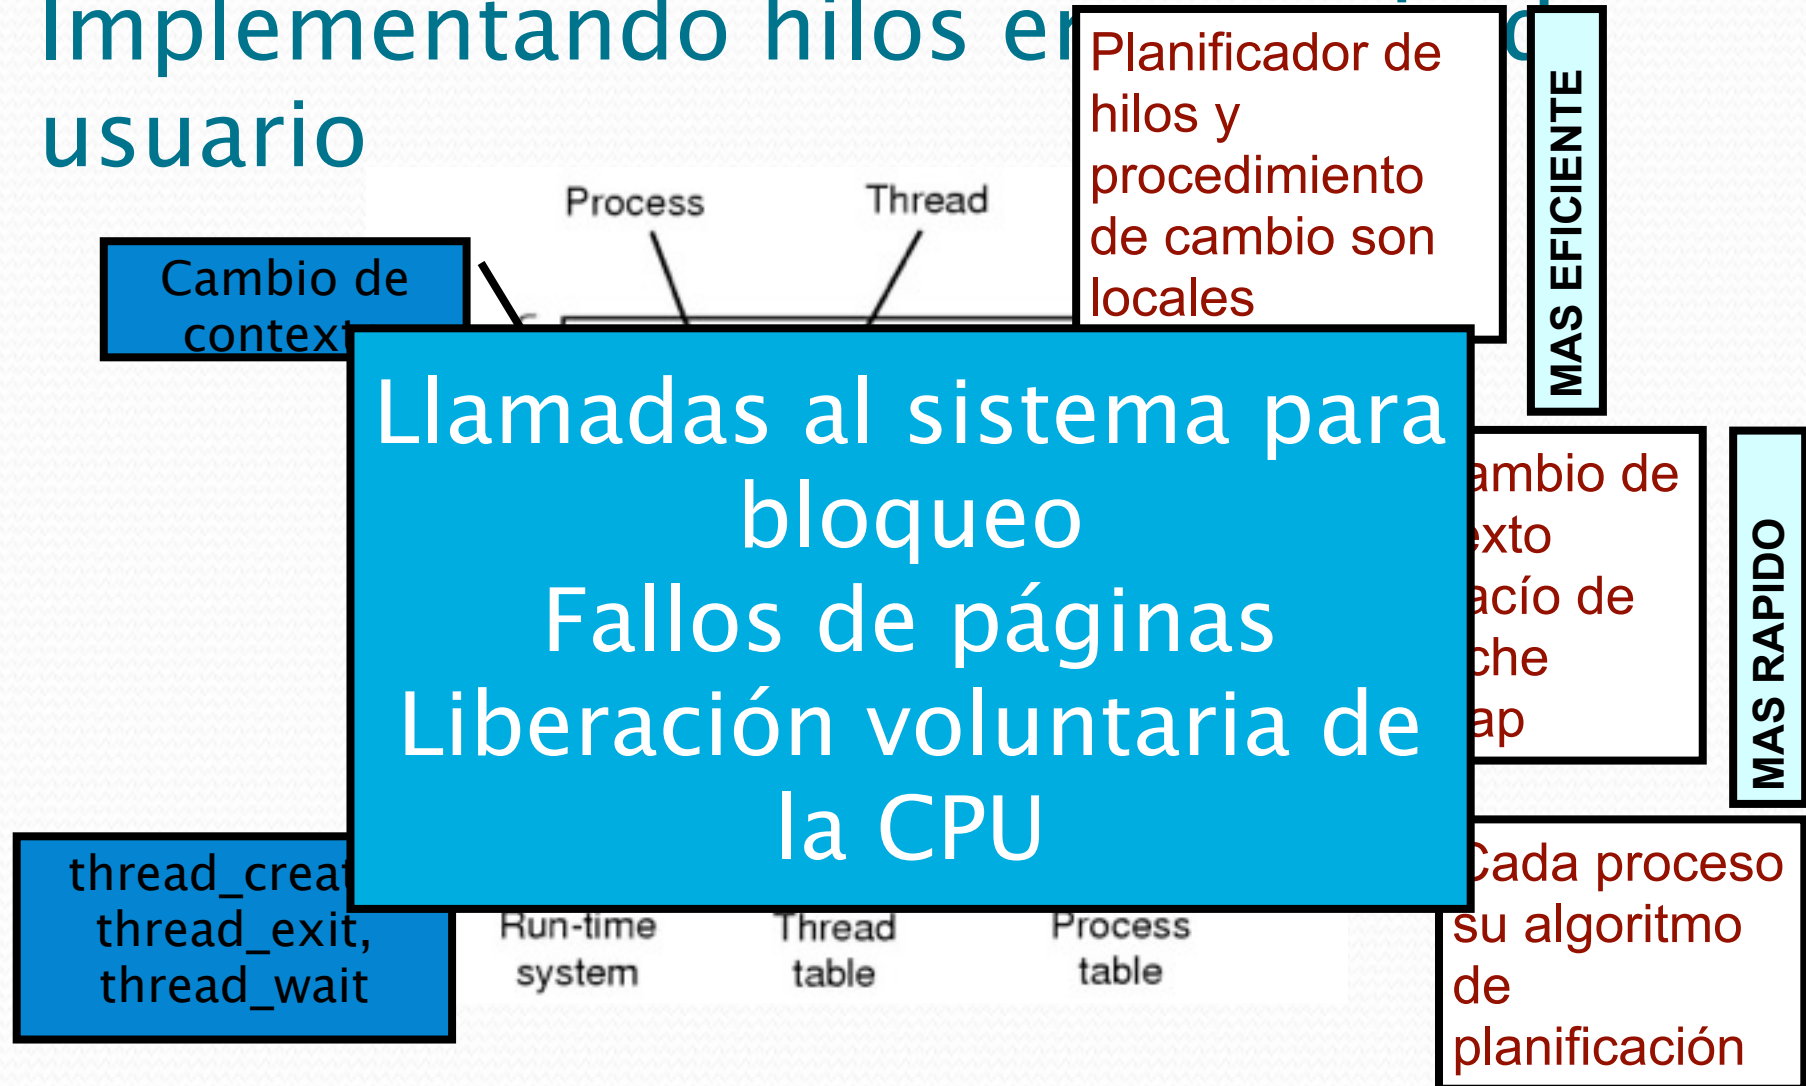 Implementando hilos en
usuario
Planificador de
hilos y
procedimiento
de cambio son
locales
MAS EFICIENTE
Process
Thread
Cambio de
context
Llamadas al sistema para
bloqueo
Fallos de páginas
Liberación voluntaria de
la CPU
ambio de
exto
acío de
che
ap
MAS RAPIDO
thread_creat
thread_exit,
thread_wait
Run-time
system
Thread
table
Process
table
Cada proceso
su algoritmo
de
planificación